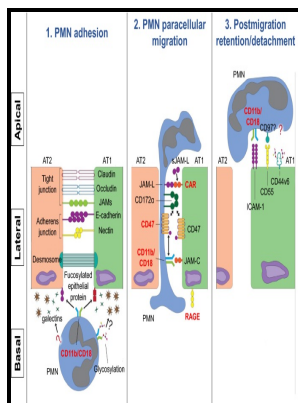 1. PMN adhesion
2. PMN paracellular
migration
3. Postmigration
retention/detachment
Apical
Lateral
Basal
AT2
AT1
Tight
junction
Adherens
junction
Desmosome
Claudin
Occludin
JAMs
E-cadherin
Nectin
Fucosylated
epithelial
protein
galectins
CD11b/CD18
PMN
Glycosylation
?
AT2
sJAM-L
AT1
JAM-L
CAR
CD172α
CD47
CD47
CD11b/
CD18
JAM-C
PMN
RAGE
PMN
CD11b/
CD18
CD97?
?
AT2
AT1
CD44v6
CD55
ICAM-1